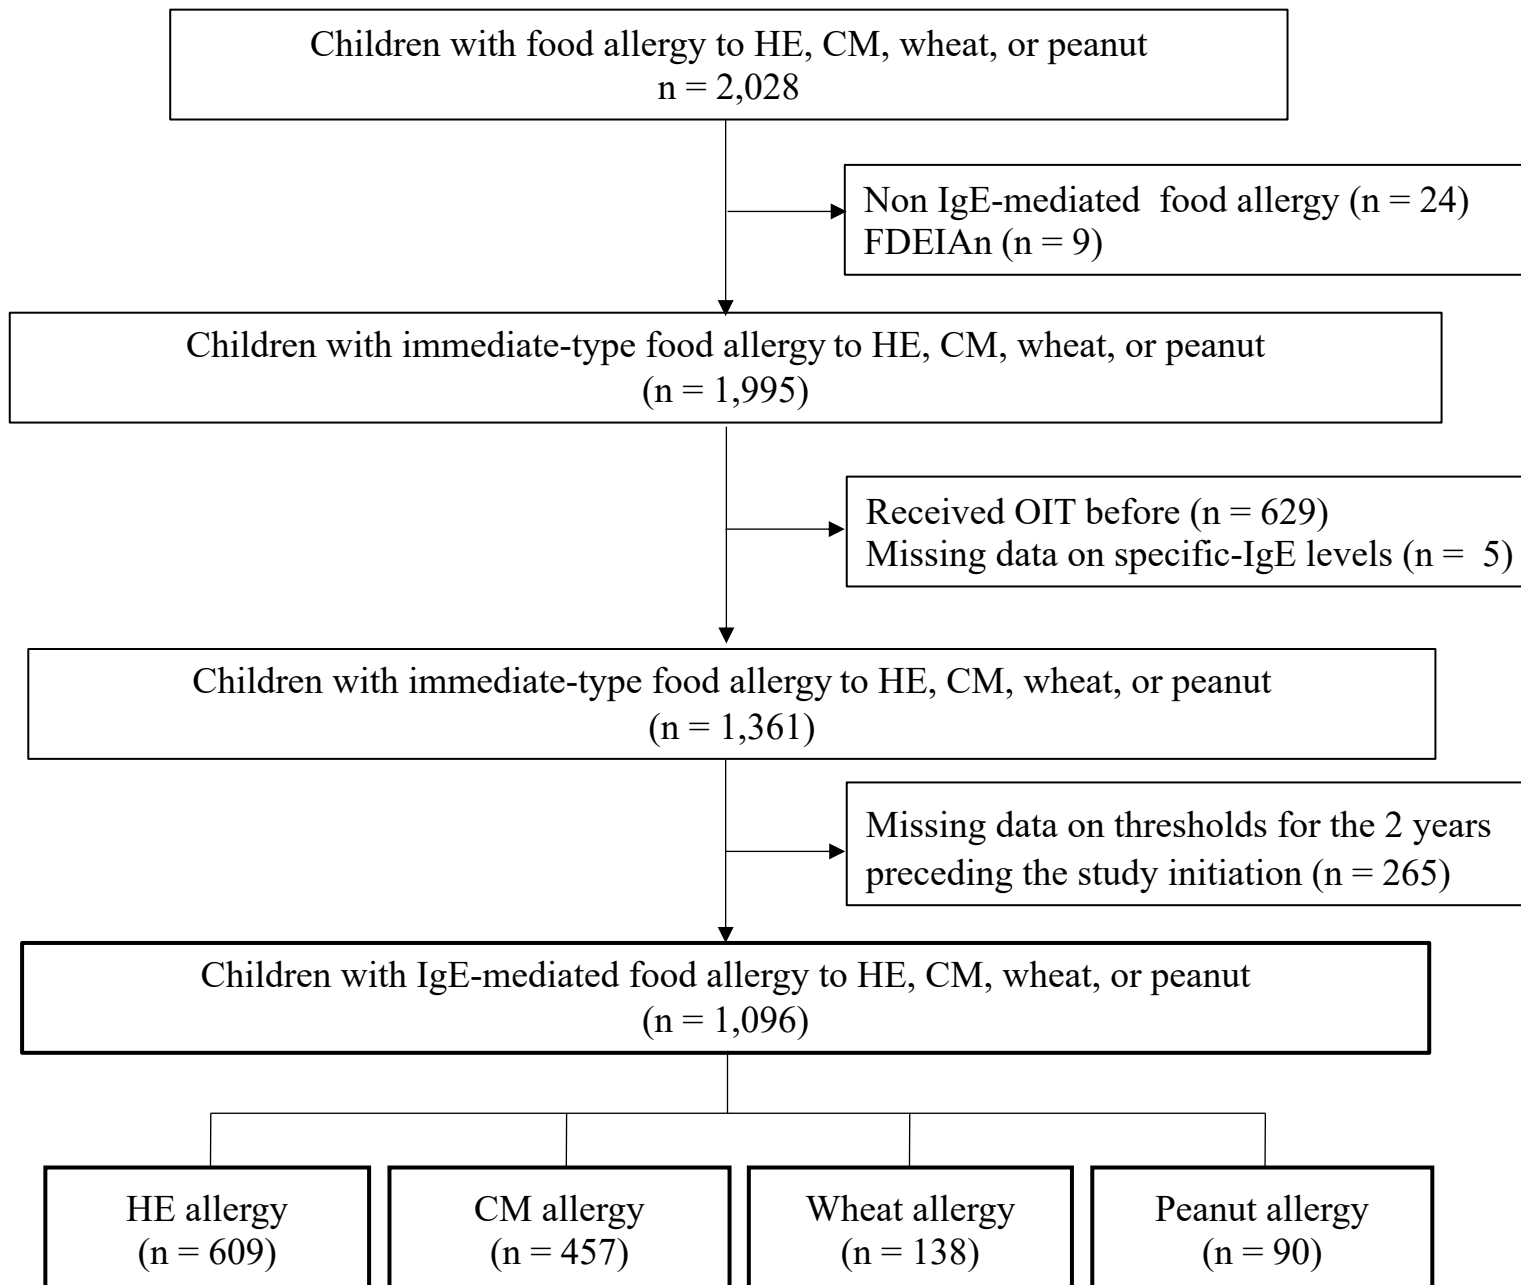 Children with food allergy to HE, CM, wheat, or peanut
n = 2,028
Non IgE-mediated  food allergy (n = 24)
FDEIAn (n = 9)
Children with immediate-type food allergy to HE, CM, wheat, or peanut
(n = 1,995)
Received OIT before (n = 629)
Missing data on specific-IgE levels (n =  5)
Children with immediate-type food allergy to HE, CM, wheat, or peanut
(n = 1,361)
Missing data on thresholds for the 2 years
preceding the study initiation (n = 265)
Children with IgE-mediated food allergy to HE, CM, wheat, or peanut
(n = 1,096)
HE allergy
(n = 609)
CM allergy
(n = 457)
Wheat allergy
(n = 138)
Peanut allergy
(n = 90)